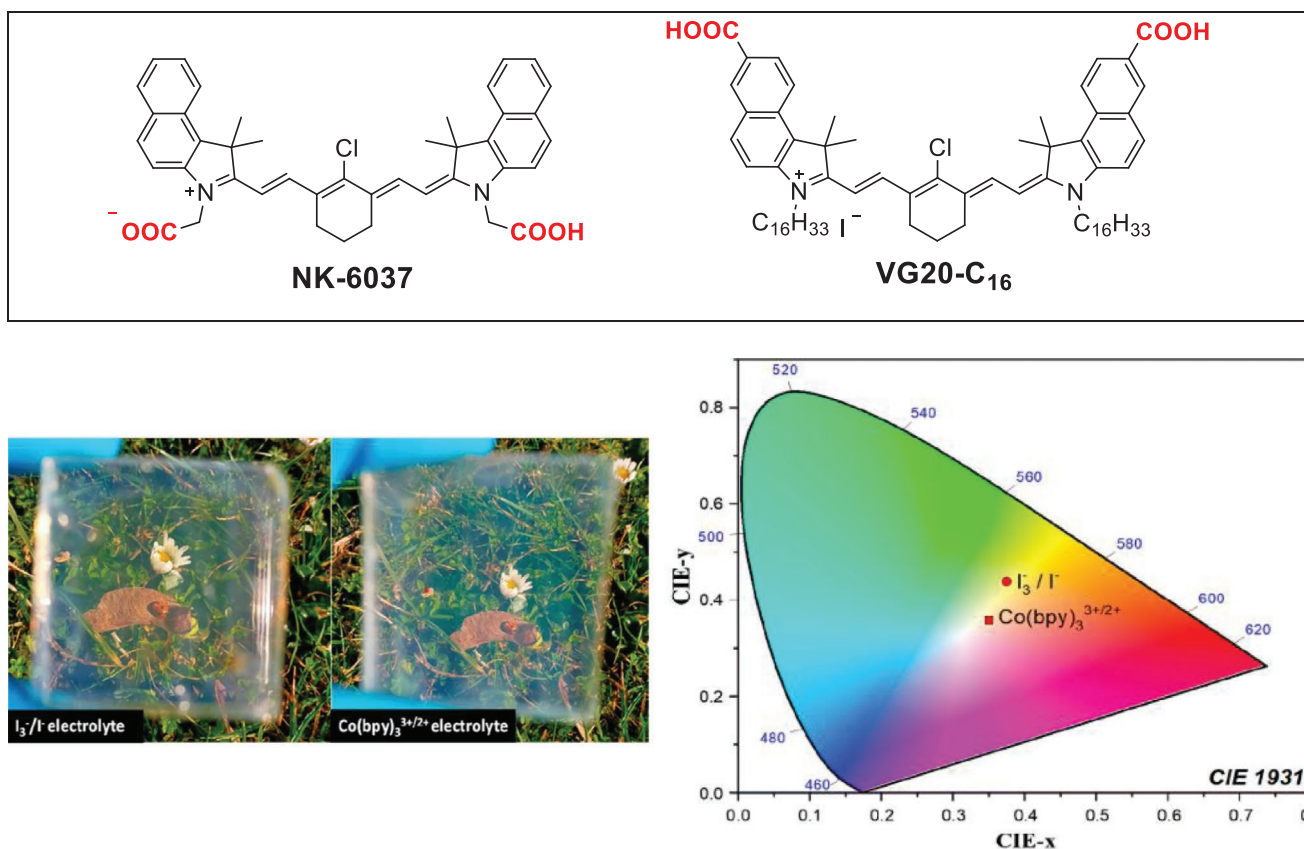 HOOC
COOH
Cl
Cl
N
+
N
N
+
N
⁻OOC
COOH
C₁₆H₃₃
I⁻
C₁₆H₃₃
NK-6037
VG20-C₁₆
I₃⁻/I⁻ electrolyte
Co(bpy)₃³⁺/²⁺ electrolyte
CIE-y
0.8
0.6
0.4
0.2
0.0
520
540
560
500
580
600
620
480
460
I₃⁻ / I⁻
Co(bpy)₃³⁺/²⁺
CIE 1931
0.0 0.1 0.2 0.3 0.4 0.5 0.6 0.7
CIE-x